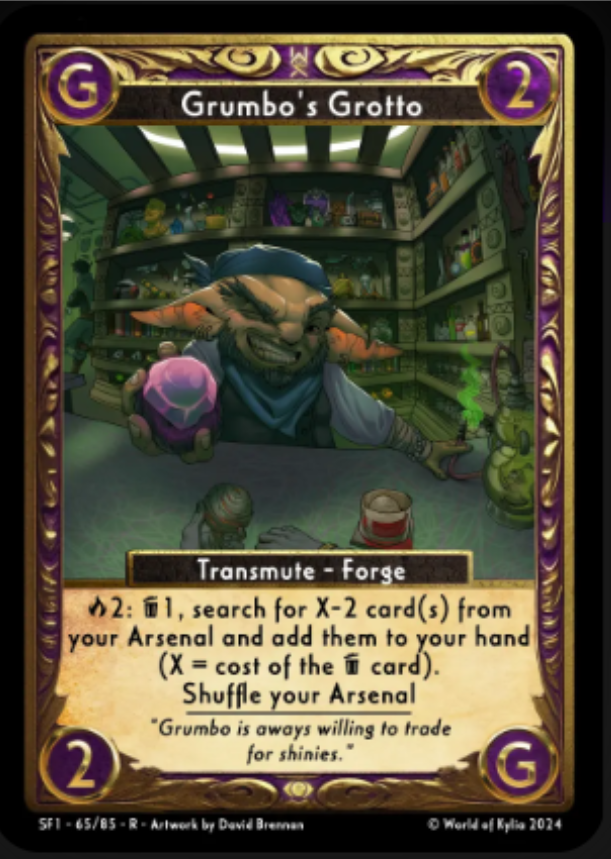 G
2
Grumbo's Grotto
Transmute - Forge
2: 1, search for X-2 card(s) from
your Arsenal and add them to your hand
(X = cost of the card).
Shuffle your Arsenal
"Grumbo is aways willing to trade
for shinies."
2
G
SF1 - 65/85 - R - Artwork by David Brennan
© World of Kylia 2024